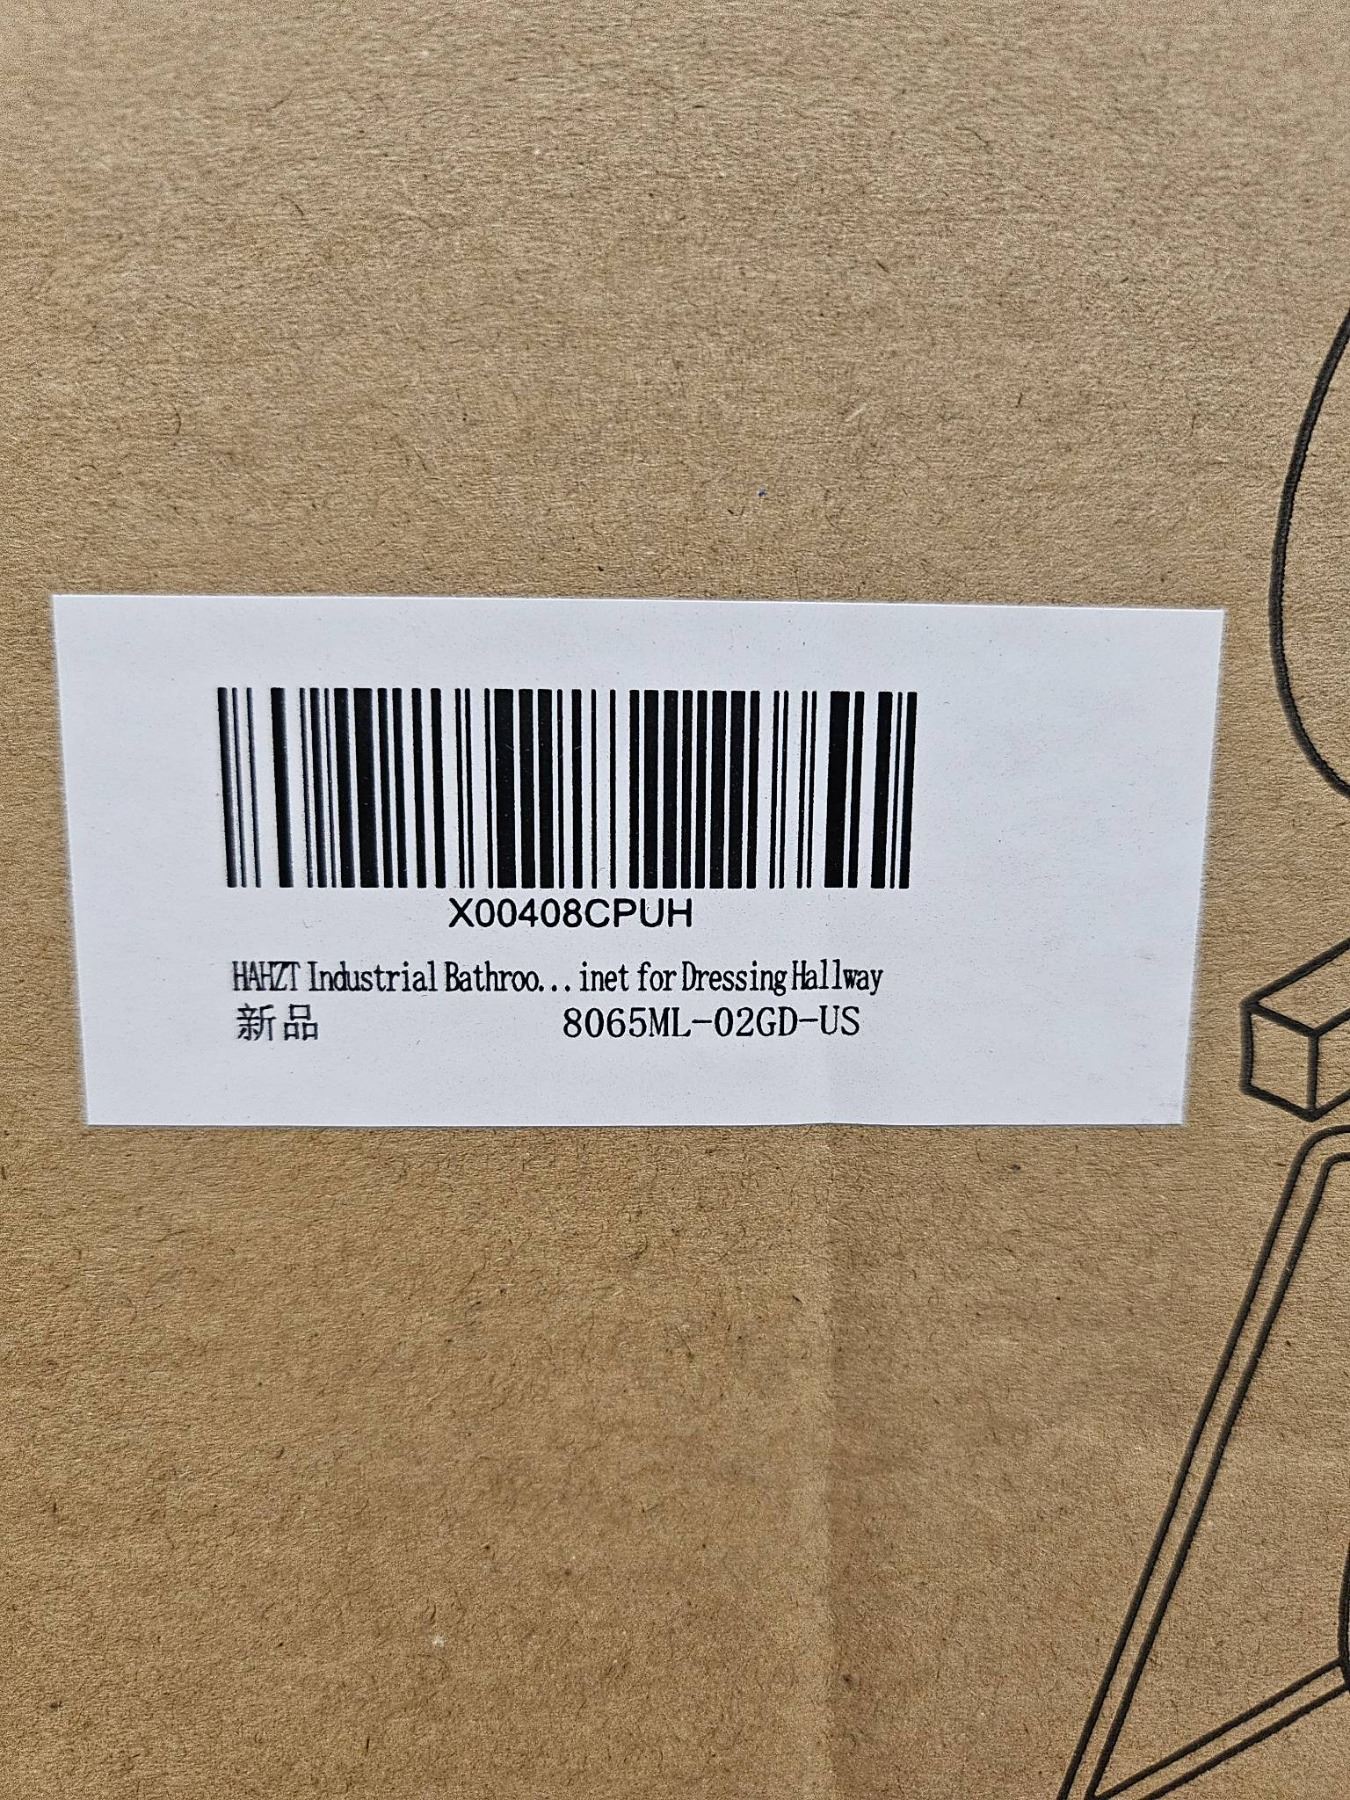 X00408CPUH
HAHZT Industrial Bathroo... inet for Dressing Hallway
新品 8065ML-02GD-US